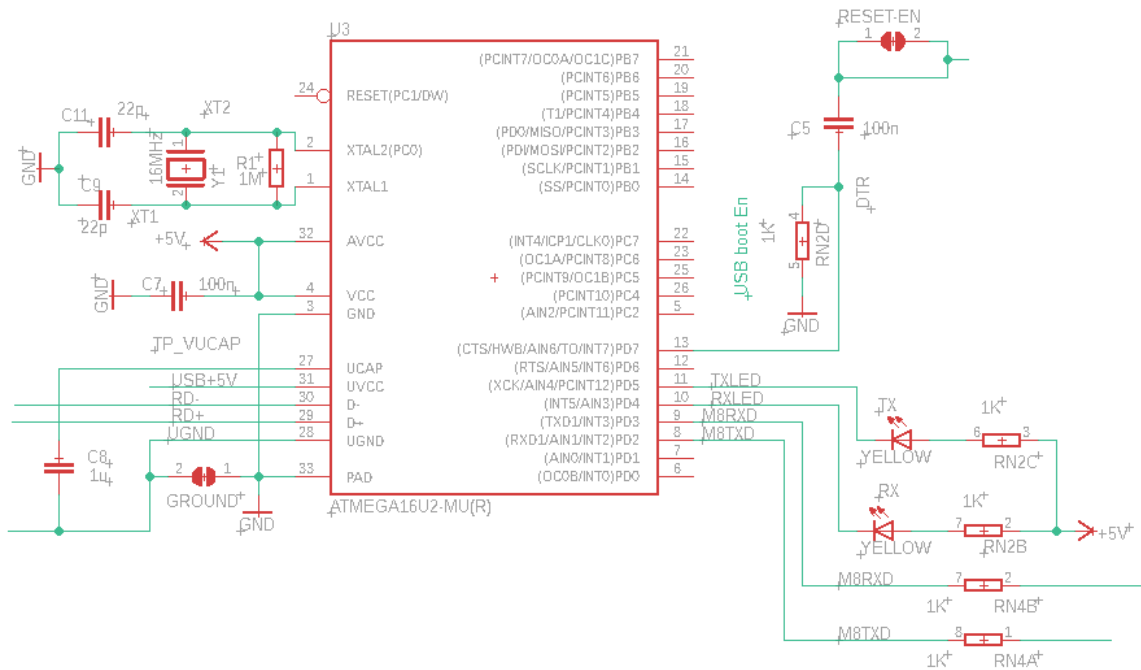 U3
RESET-EN
1 2
(PCINT7/OC0A/OC1C)PB7 21
(PCINT6)PB6 20
24 RESET(PC1/DW) (PCINT5)PB5 19
C11 22p XT2 (T1/PCINT4)PB4 18
(PD0/MISO/PCINT3)PB3 17
C5 100n
2 XTAL2(PC0) (PDI/MOSI/PCINT2)PB2 16
GND 16MHz 1 2 Y1 R1 1M
(SCLK/PCINT1)PB1 15
1 XTAL1 (SS/PCINT0)PB0 14
C9 22p XT1
DTR
USB boot En
1K 4 5 RN2D
GND
+5V 32 AVCC (INT4/ICP1/CLK0)PC7 22
(OC1A/PCINT8)PC6 23
(PCINT9/OC1B)PC5 25
GND C7 100n 4 VCC (PCINT10)PC4 26
3 GND (AIN2/PCINT11)PC2 5
TP_VUCAP (CTS/HWB/AIN6/TO/INT7)PD7 13
27 UCAP (RTS/AIN5/INT6)PD6 12
USB+5V 31 UVCC (XCK/AIN4/PCINT12)PD5 11 TXLED
RD- 30 D- (INT5/AIN3)PD4 10 RXLED
RD+ 29 D+ (TXD1/INT3)PD3 9 M8RXD
UGND 28 UGND (RXD1/AIN1/INT2)PD2 8 M8TXD
(AIN0/INT1)PD1 7
C8 1u 2 1 GROUND 33 PAD (OC0B/INT0)PD0 6
GND
ATMEGA16U2-MU(R)
TX YELLOW 1K 6 3 RN2C
RX YELLOW 1K 7 2 RN2B +5V
M8RXD 7 2 1K RN4B
M8TXD 8 1 1K RN4A